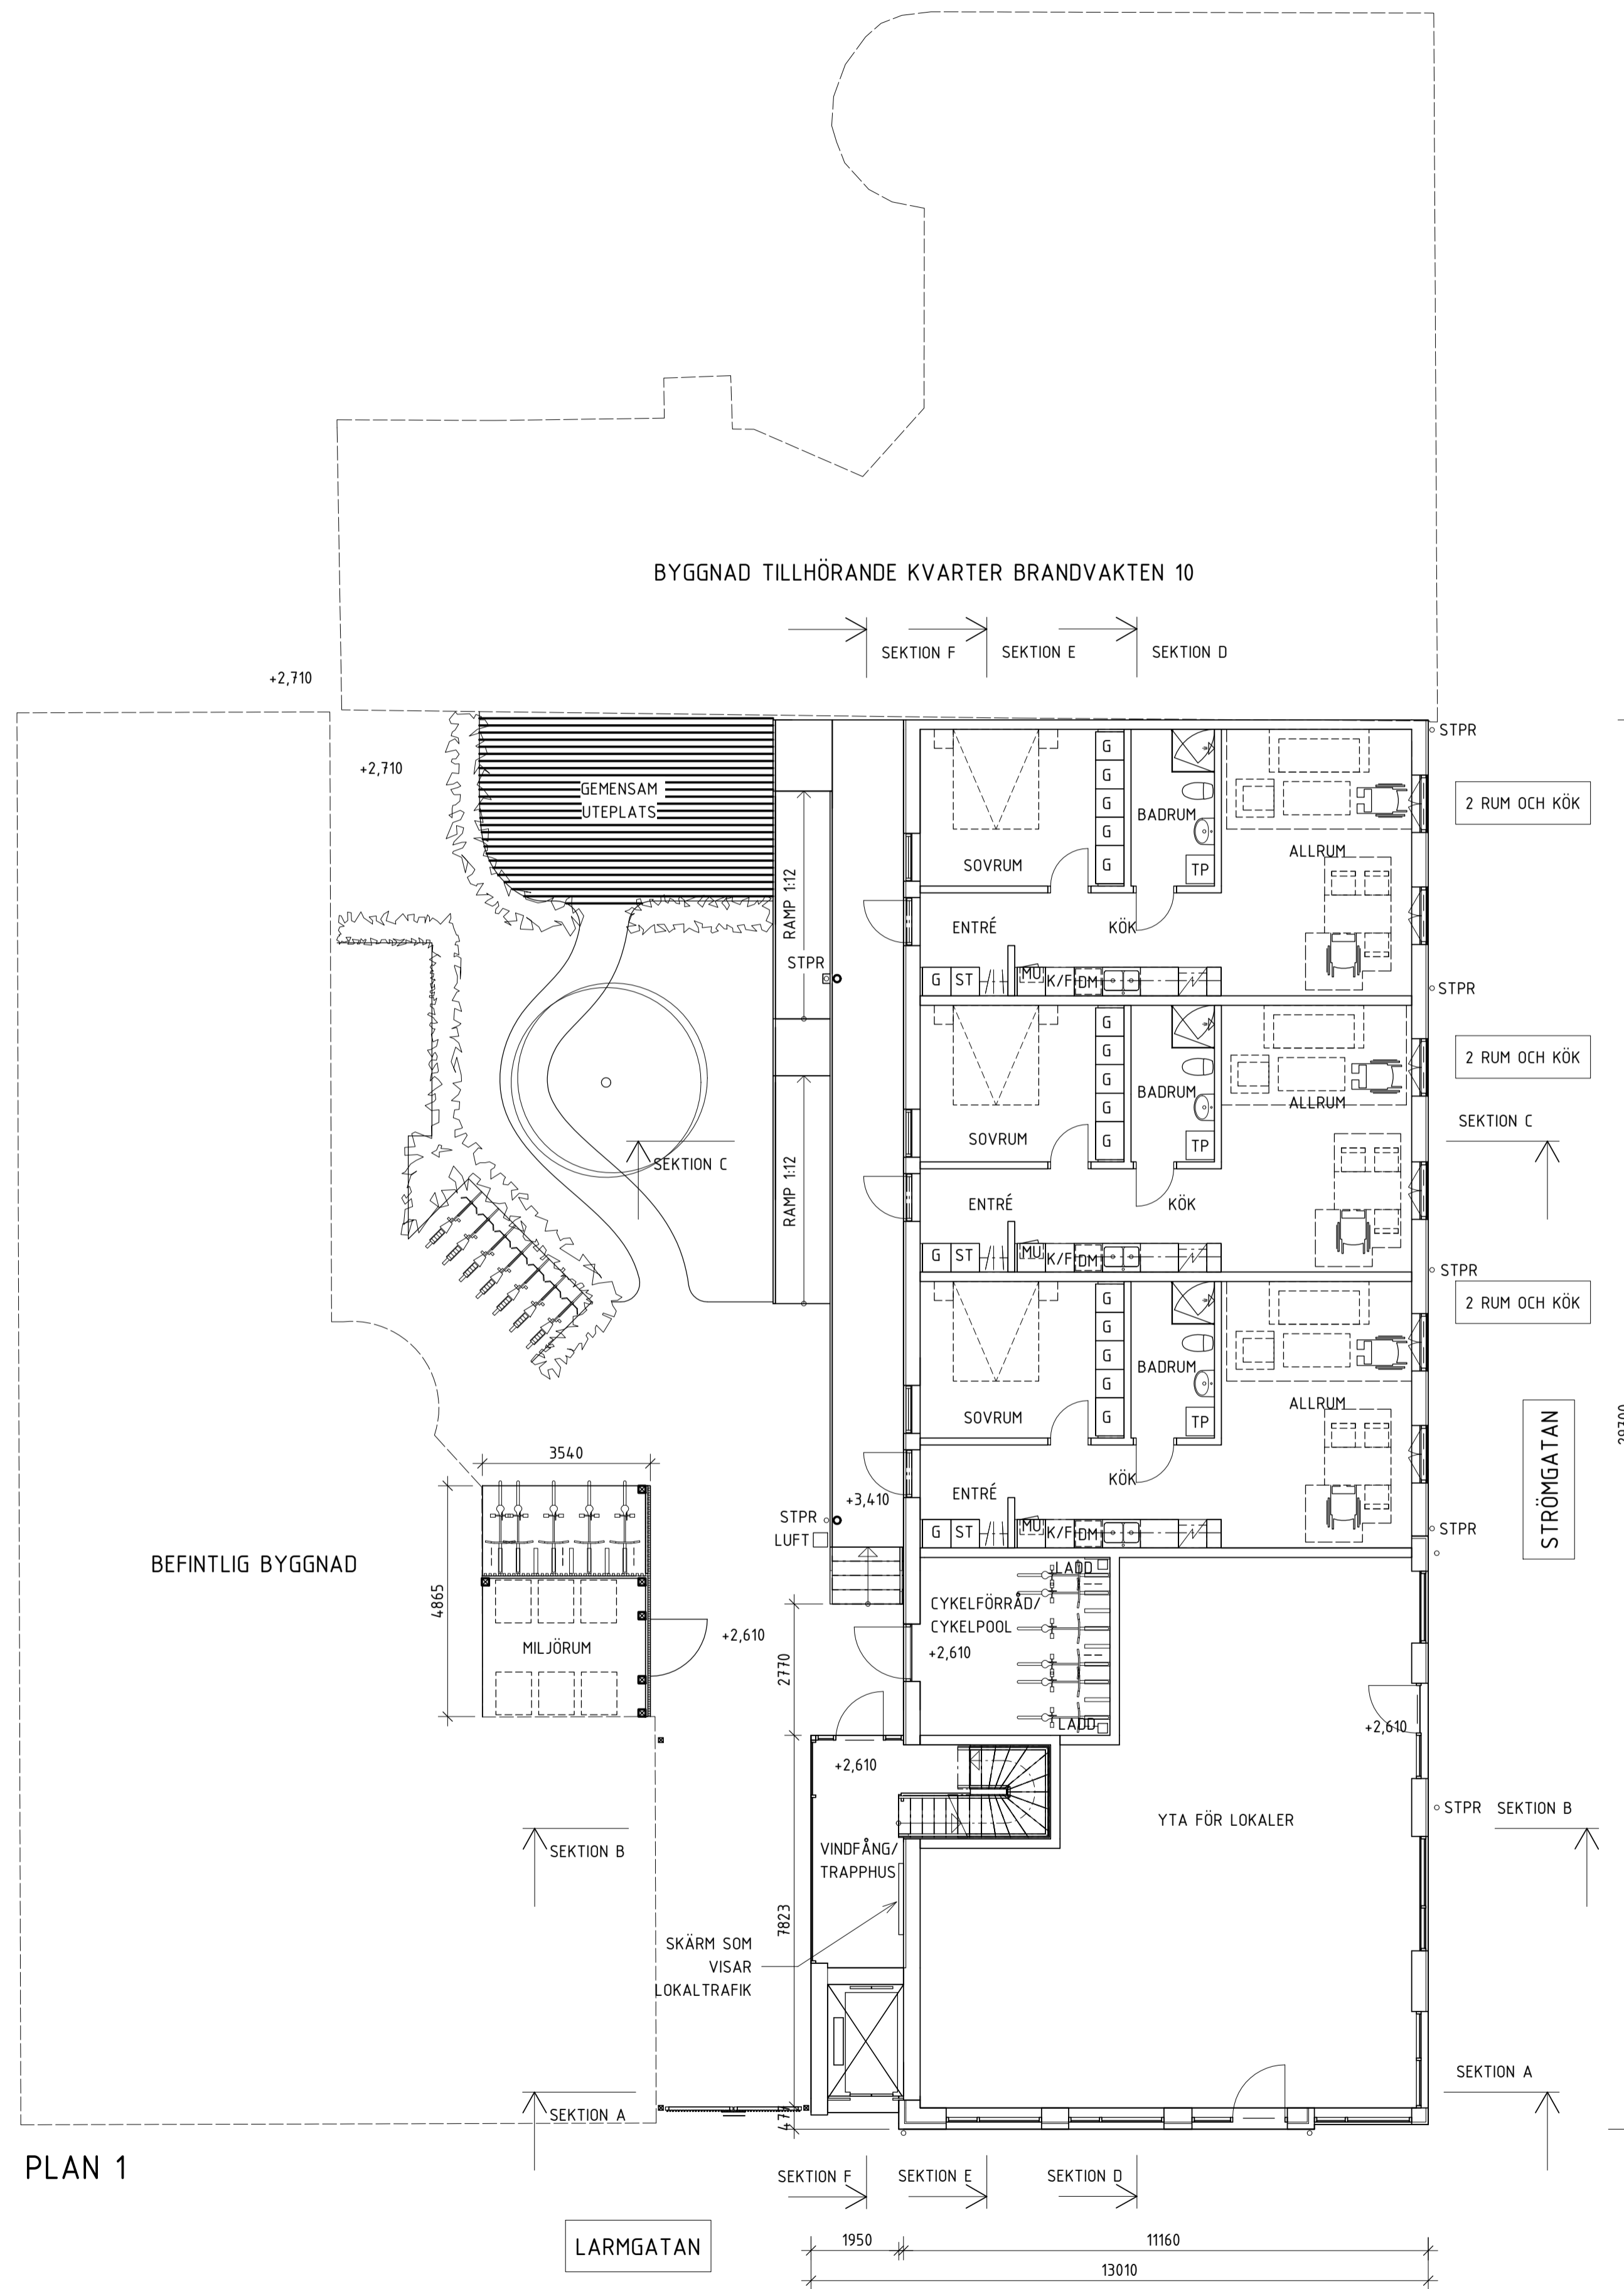 BYGGNAD TILLHÖRANDE KVARTER BRANDVAKTEN 10
SEKTION F
SEKTION E
SEKTION D
+2,710
+2,710
GEMENSAM
UTEPLATS
RAMP 1:12
STPR
RAMP 1:12
SEKTION C
SOVRUM
G
G
G
G
G
BADRUM
TP
ALLRUM
ENTRÉ
KÖK
G
ST
MU
K/F
DM
STPR
2 RUM OCH KÖK
STPR
SOVRUM
G
G
G
G
G
BADRUM
TP
ALLRUM
ENTRÉ
KÖK
G
ST
MU
K/F
DM
2 RUM OCH KÖK
SEKTION C
STPR
SOVRUM
G
G
G
G
G
BADRUM
TP
ALLRUM
ENTRÉ
KÖK
G
ST
MU
K/F
DM
2 RUM OCH KÖK
STRÖMGATAN
29700
STPR
3540
4865
BEFINTLIG BYGGNAD
MILJÖRUM
+2,610
+3,410
STPR
LUFT
2770
CYKELFÖRRÅD/
CYKELPOOL
+2,610
LADD
LADD
+2,610
+2,610
YTA FÖR LOKALER
STPR
SEKTION B
SEKTION B
VINDFÅNG/
TRAPPHUS
7823
SKÄRM SOM
VISAR
LOKALTRAFIK
SEKTION A
SEKTION A
477
PLAN 1
SEKTION F
SEKTION E
SEKTION D
LARMGATAN
1950
11160
13010